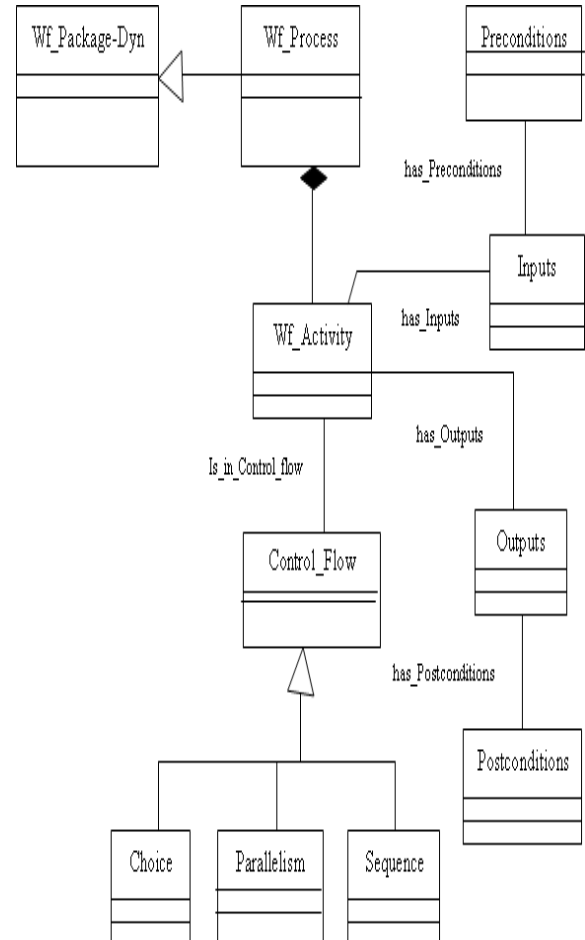 Wf_Package-Dyn
Wf_Process
Preconditions
has_Preconditions
Inputs
has_Inputs
Wf_Activity
has_Outputs
Is_in_Control_flow
Outputs
Control_Flow
has_Postconditions
Postconditions
Choice
Parallelism
Sequence